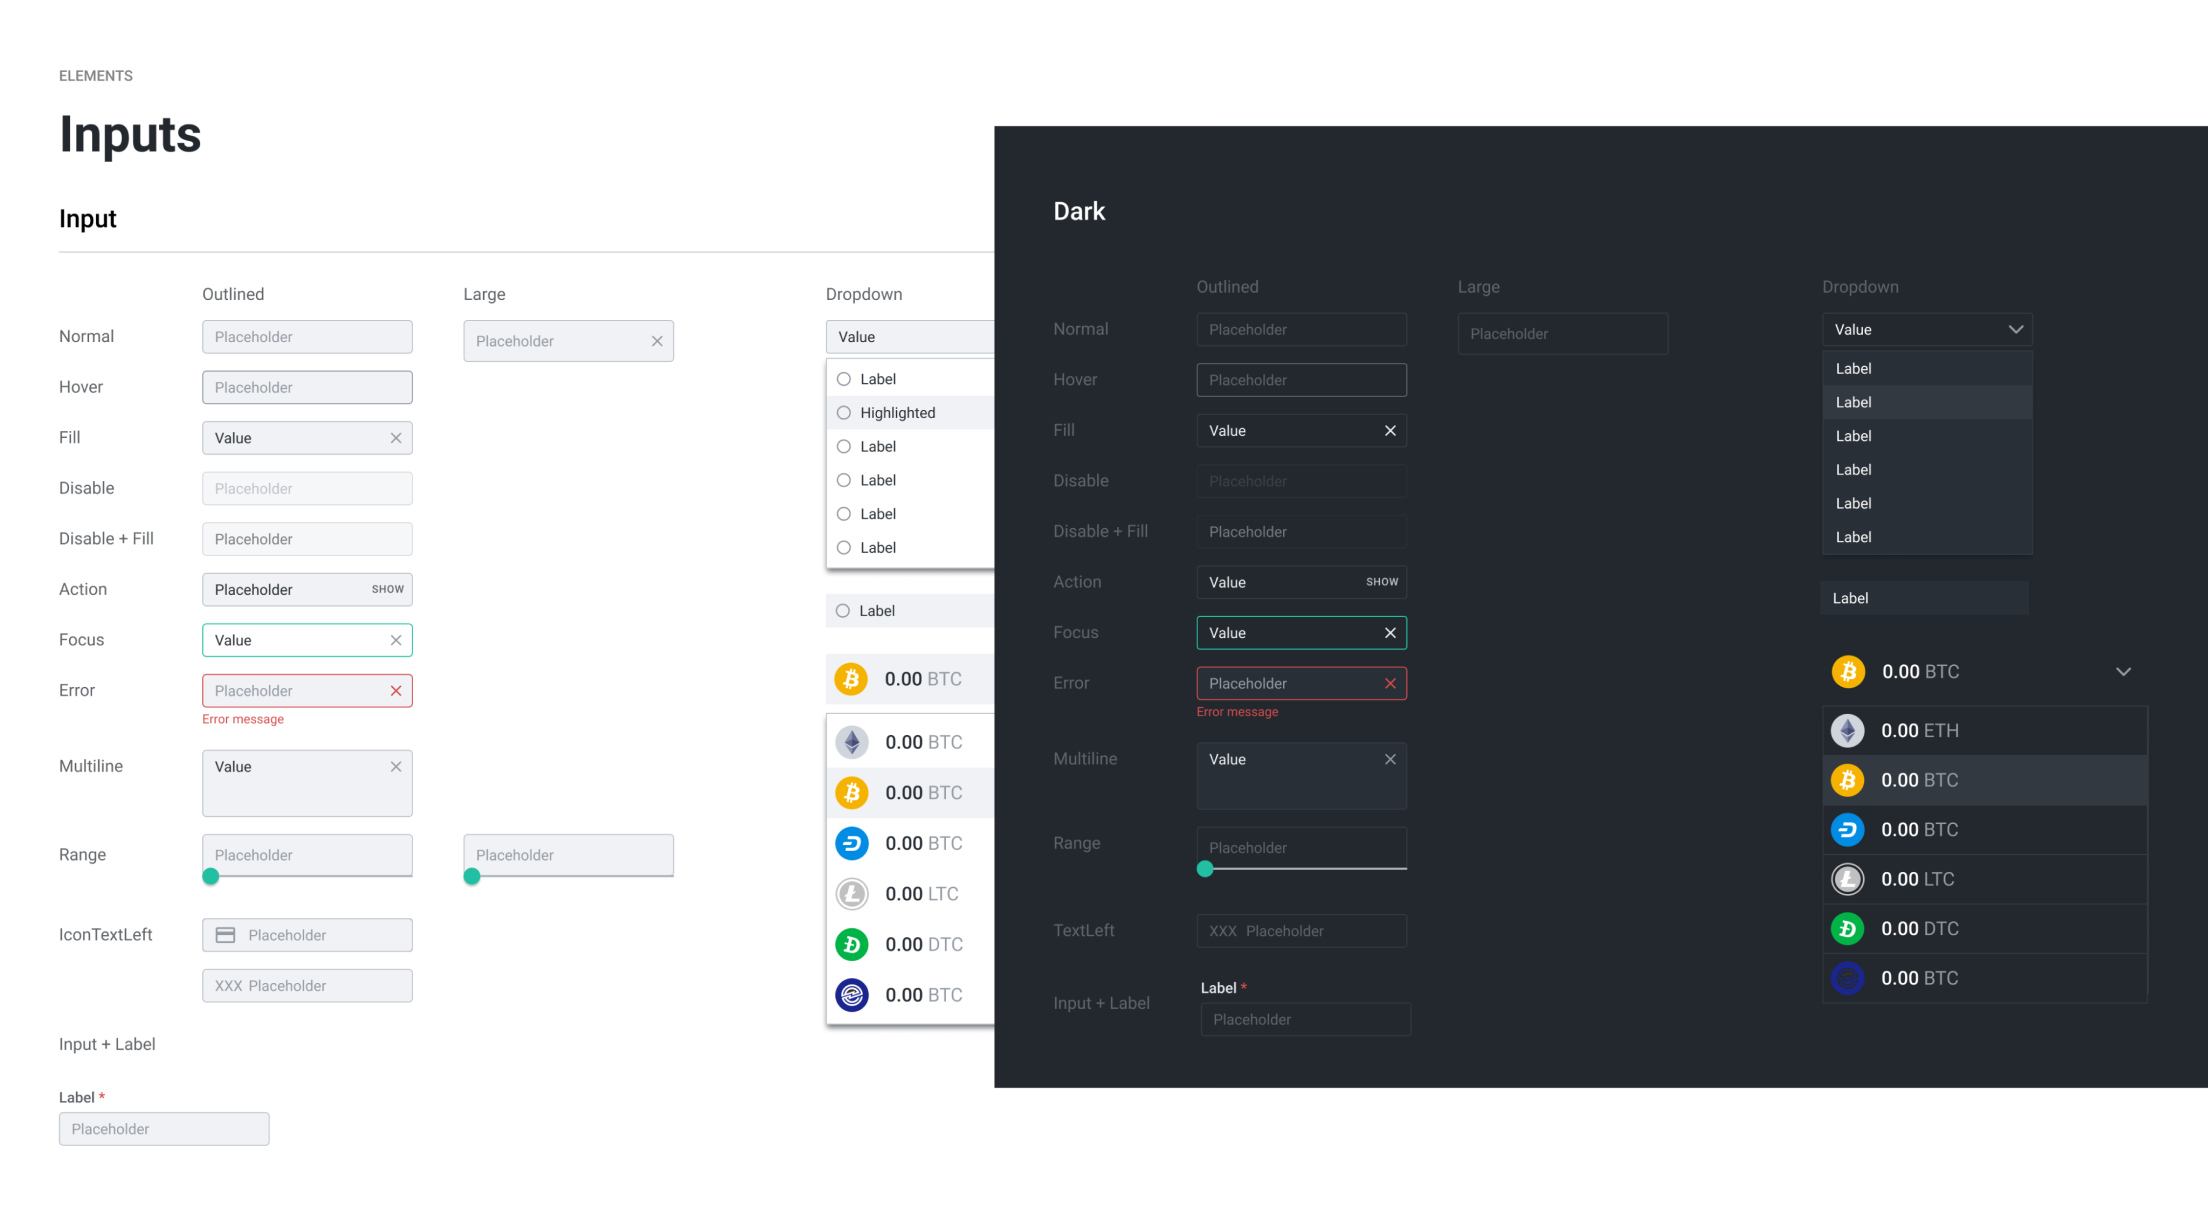 ELEMENTS
Inputs
Input
Outlined Large Dropdown
Normal Placeholder Placeholder Value
Hover Placeholder Label
Highlighted
Fill Value Label
Disable Placeholder Label
Label
Disable + Fill Placeholder Label
Action Placeholder SHOW
Label
Focus Value
Error Placeholder 0.00 BTC
Error message
0.00 BTC
Multiline Value 0.00 BTC
0.00 BTC
Range Placeholder Placeholder
0.00 LTC
IconTextLeft Placeholder 0.00 DTC
XXX Placeholder 0.00 BTC
Input + Label
Label *
Placeholder
Dark
Outlined Large Dropdown
Normal Placeholder Placeholder Value
Label
Hover Placeholder Label
Fill Value Label
Label
Disable Placeholder Label
Disable + Fill Placeholder Label
Action Value SHOW Label
Focus Value
Error Placeholder 0.00 BTC
Error message
0.00 ETH
Multiline Value 0.00 BTC
0.00 BTC
Range Placeholder
0.00 LTC
TextLeft XXX Placeholder 0.00 DTC
0.00 BTC
Label *
Input + Label Placeholder